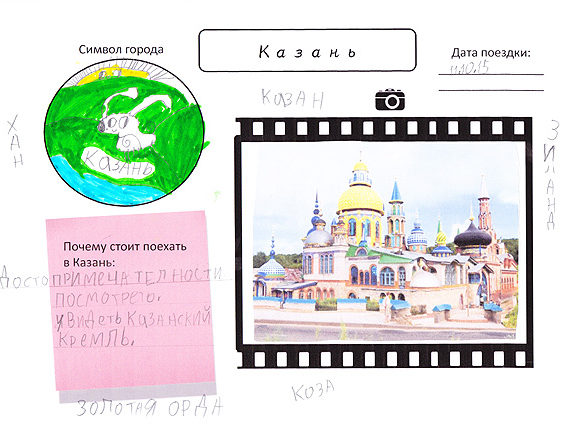 Символ города
Казань
Дата поездки:
11.10.15
КАЗАН
ХАН
КАЗАНЬ
ЗИЛАНД
Почему стоит поехать
в Казань:
ДОСТОПРИМЕЧАТЕЛНОСТИ
ПОСМОТРЕТЬ.
УВИДЕТЬ КАЗАНСКИЙ
КРЕМЛЬ.
КОЗА
ЗОЛОТАЯ ОРДА